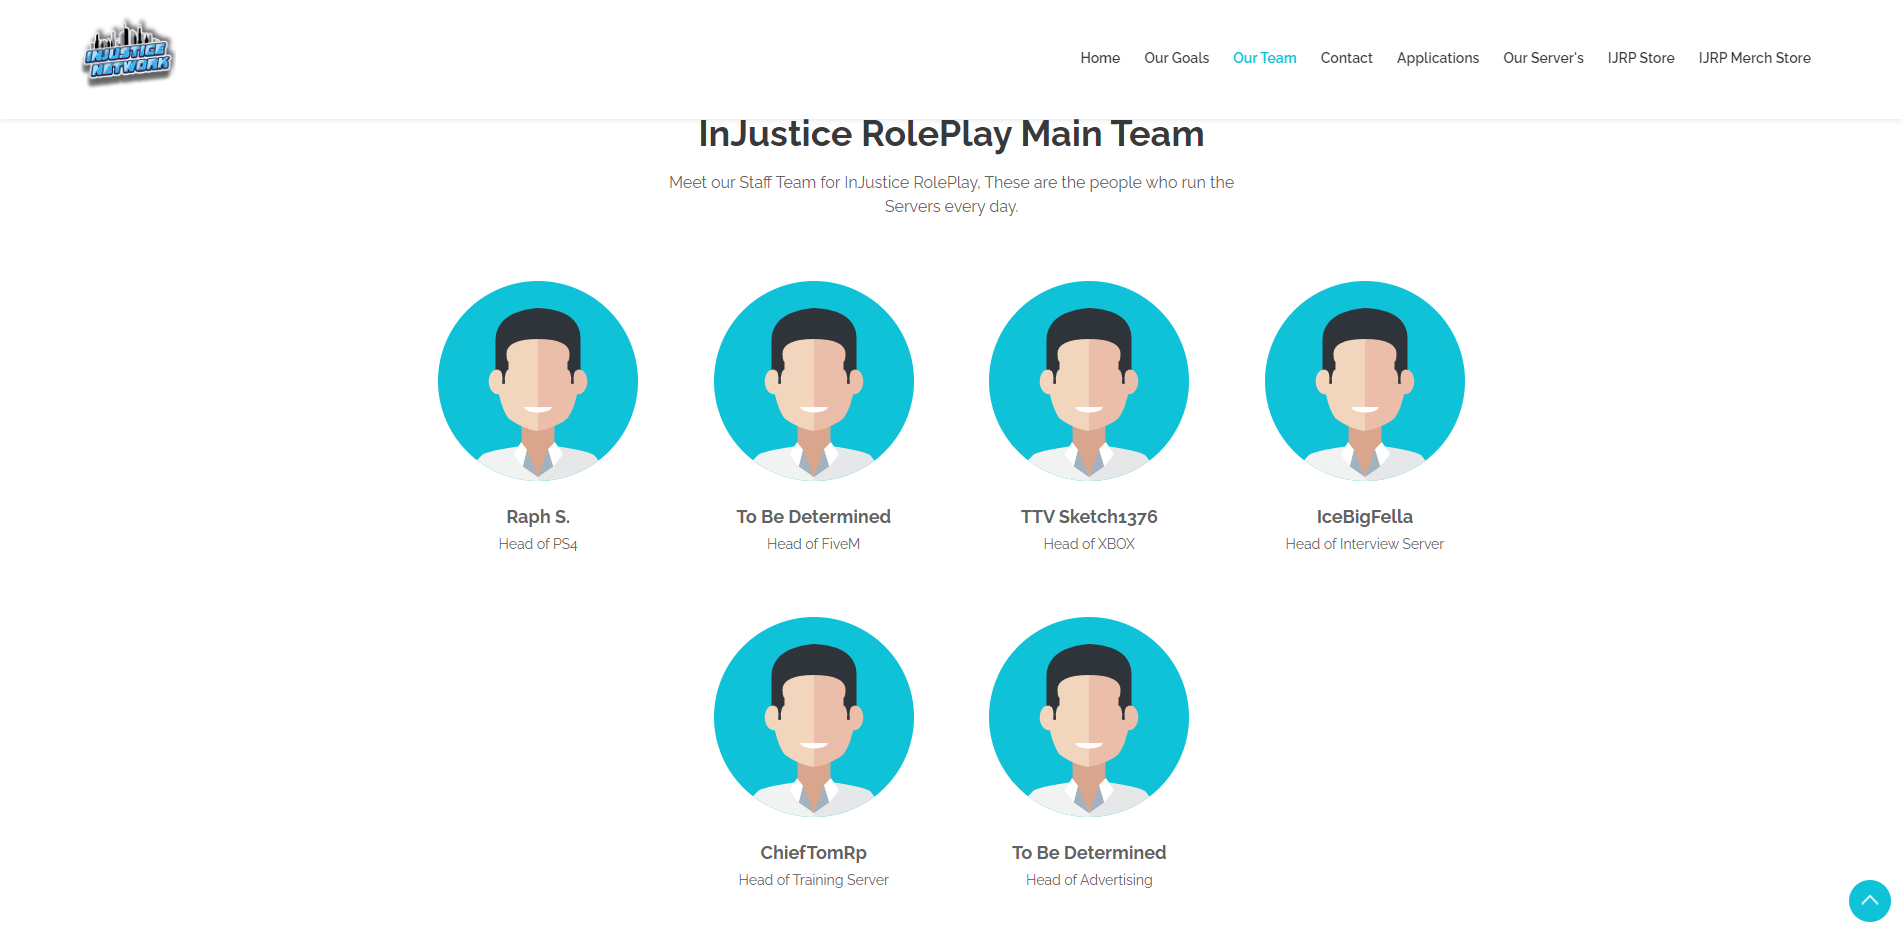 INJUSTICE
NETWORK
Home Our Goals Our Team Contact Applications Our Server's IJRP Store IJRP Merch Store
InJustice RolePlay Main Team
Meet our Staff Team for InJustice RolePlay, These are the people who run the
Servers every day.
Raph S. To Be Determined TTV Sketch1376 IceBigFella
Head of PS4 Head of FiveM Head of XBOX Head of Interview Server
ChiefTomRp To Be Determined
Head of Training Server Head of Advertising